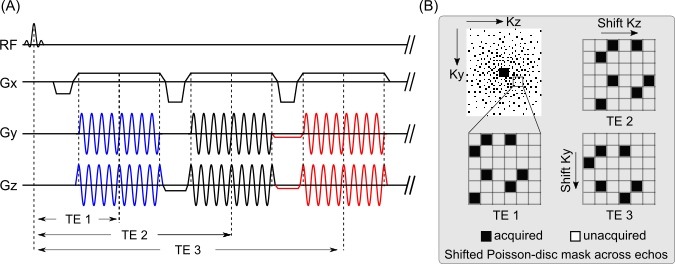 (A)
RF
Gx
Gy
Gz
TE 1
TE 2
TE 3
(B)
Kz
Ky
Shift Kz
TE 2
Shift Ky
TE 1
TE 3
acquired
unacquired
Shifted Poisson-disc mask across echos